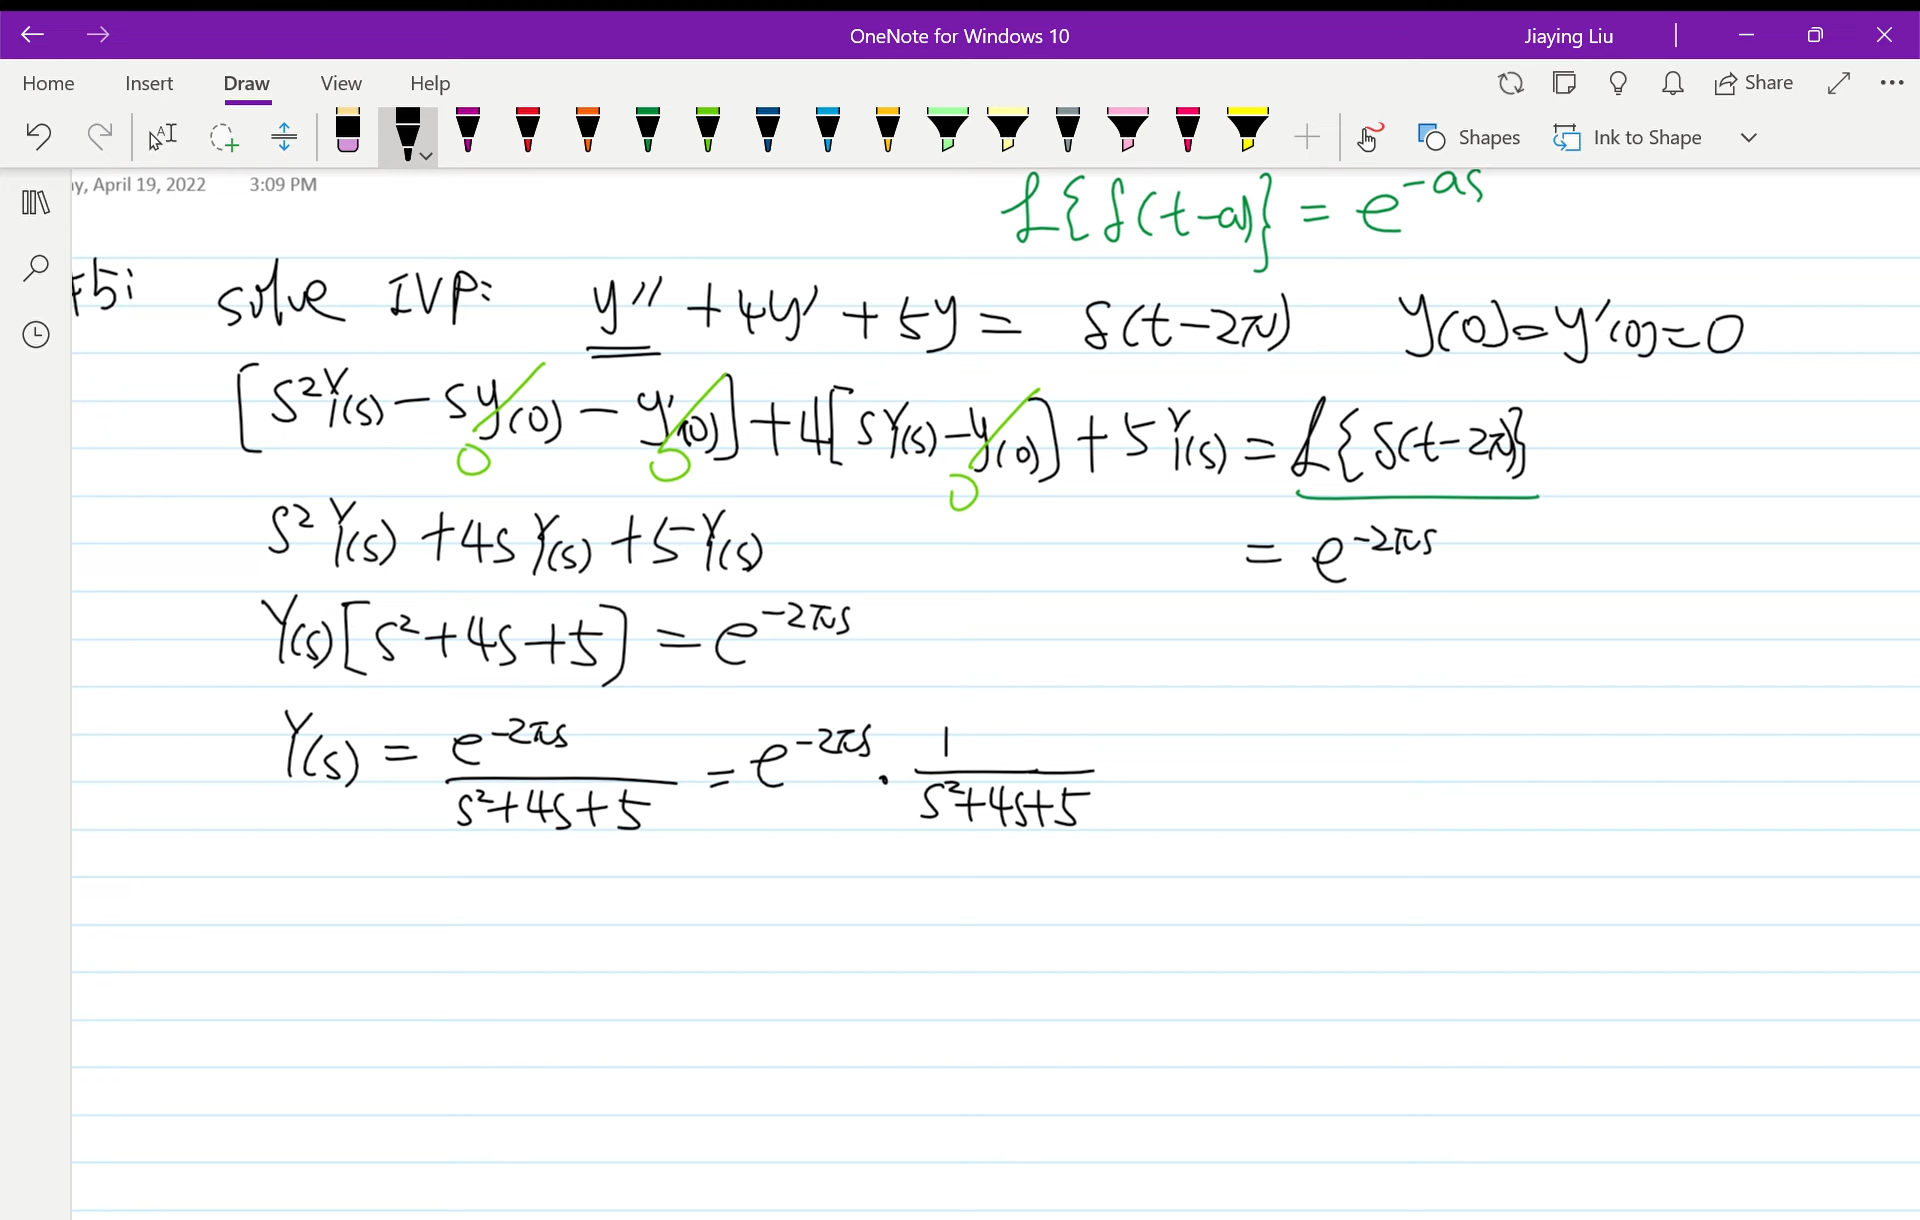 OneNote for Windows 10
Jiaying Liu
Home Insert Draw View Help Share
Shapes Ink to Shape
y, April 19, 2022 3:09 PM
ℒ{δ(t-a)} = e^{-as}
#5: solve IVP: y'' + 4y' + 5y = δ(t-2π) y(0)=y'(0)=0
[s²Y(s) - sy(0) - y'(0)] + 4[sY(s) - y(0)] + 5Y(s) = ℒ{δ(t-2π)}
0 0 0
s²Y(s) + 4sY(s) + 5Y(s) = e^{-2πs}
Y(s)[s²+4s+5] = e^{-2πs}
Y(s) = e^{-2πs}/(s²+4s+5) = e^{-2πs} · 1/(s²+4s+5)